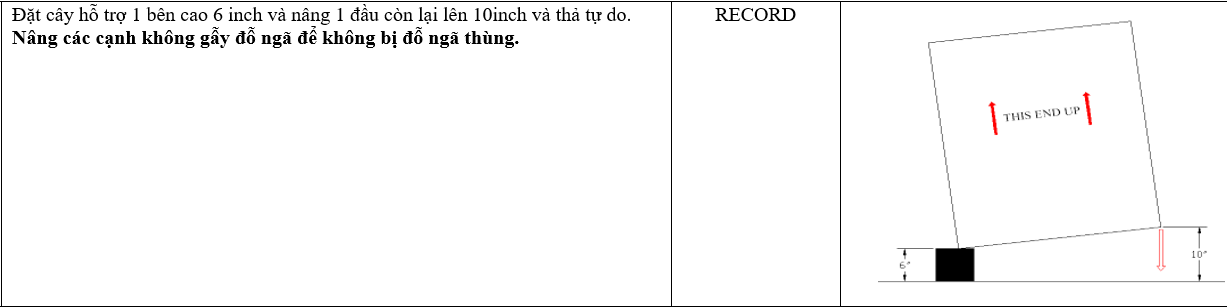 Đặt cây hỗ trợ 1 bên cao 6 inch và nâng 1 đầu còn lại lên 10inch và thả tự do.
Nâng các cạnh không gẫy đỗ ngã để không bị đỗ ngã thùng.
RECORD
THIS END UP
6"
10"